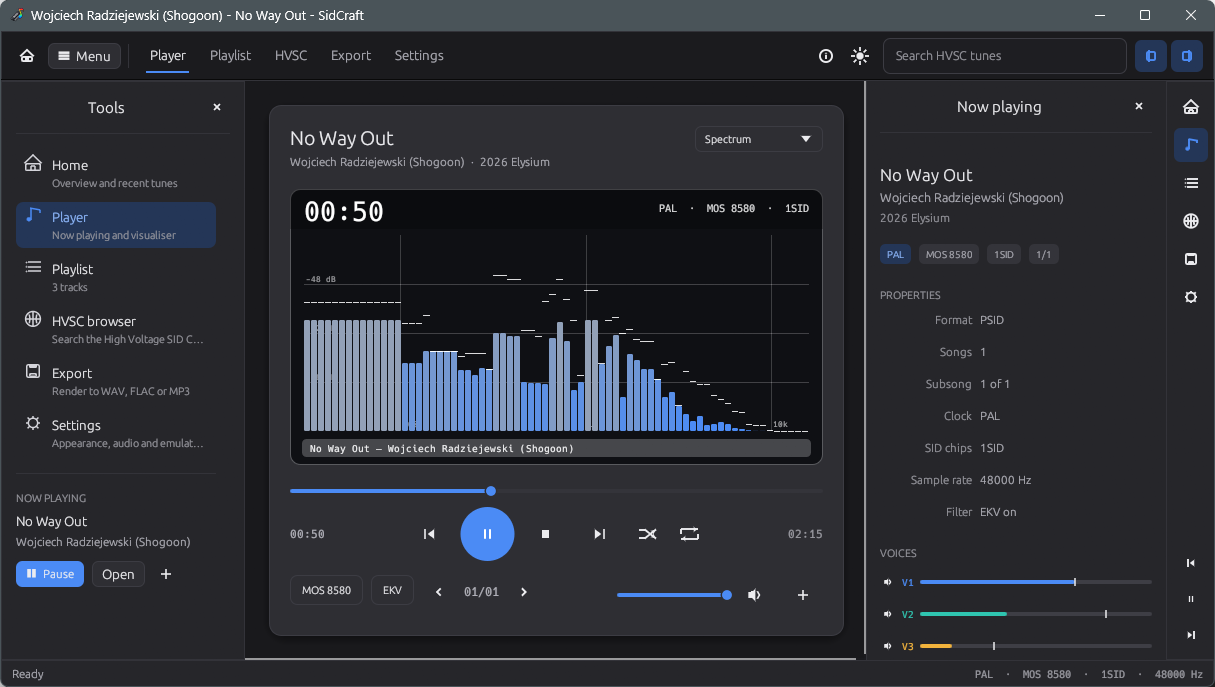 Wojciech Radziejewski (Shogoon) - No Way Out - SidCraft
Menu
Player
Playlist
HVSC
Export
Settings
Search HVSC tunes
Tools
Home
Overview and recent tunes
Player
Now playing and visualiser
Playlist
3 tracks
HVSC browser
Search the High Voltage SID C...
Export
Render to WAV, FLAC or MP3
Settings
Appearance, audio and emulat...
NOW PLAYING
No Way Out
Wojciech Radziejewski (Shogoon)
Pause
Open
No Way Out
Wojciech Radziejewski (Shogoon) · 2026 Elysium
Spectrum
00:50
PAL · MOS 8580 · 1SID
-48 dB
10k
No Way Out — Wojciech Radziejewski (Shogoon)
00:50
02:15
MOS 8580
EKV
01/01
Now playing
No Way Out
Wojciech Radziejewski (Shogoon)
2026 Elysium
PAL
MOS 8580
1SID
1/1
PROPERTIES
Format PSID
Songs 1
Subsong 1 of 1
Clock PAL
SID chips 1SID
Sample rate 48000 Hz
Filter EKV on
VOICES
V1
V2
V3
Ready
PAL · MOS 8580 · 1SID · 48000 Hz